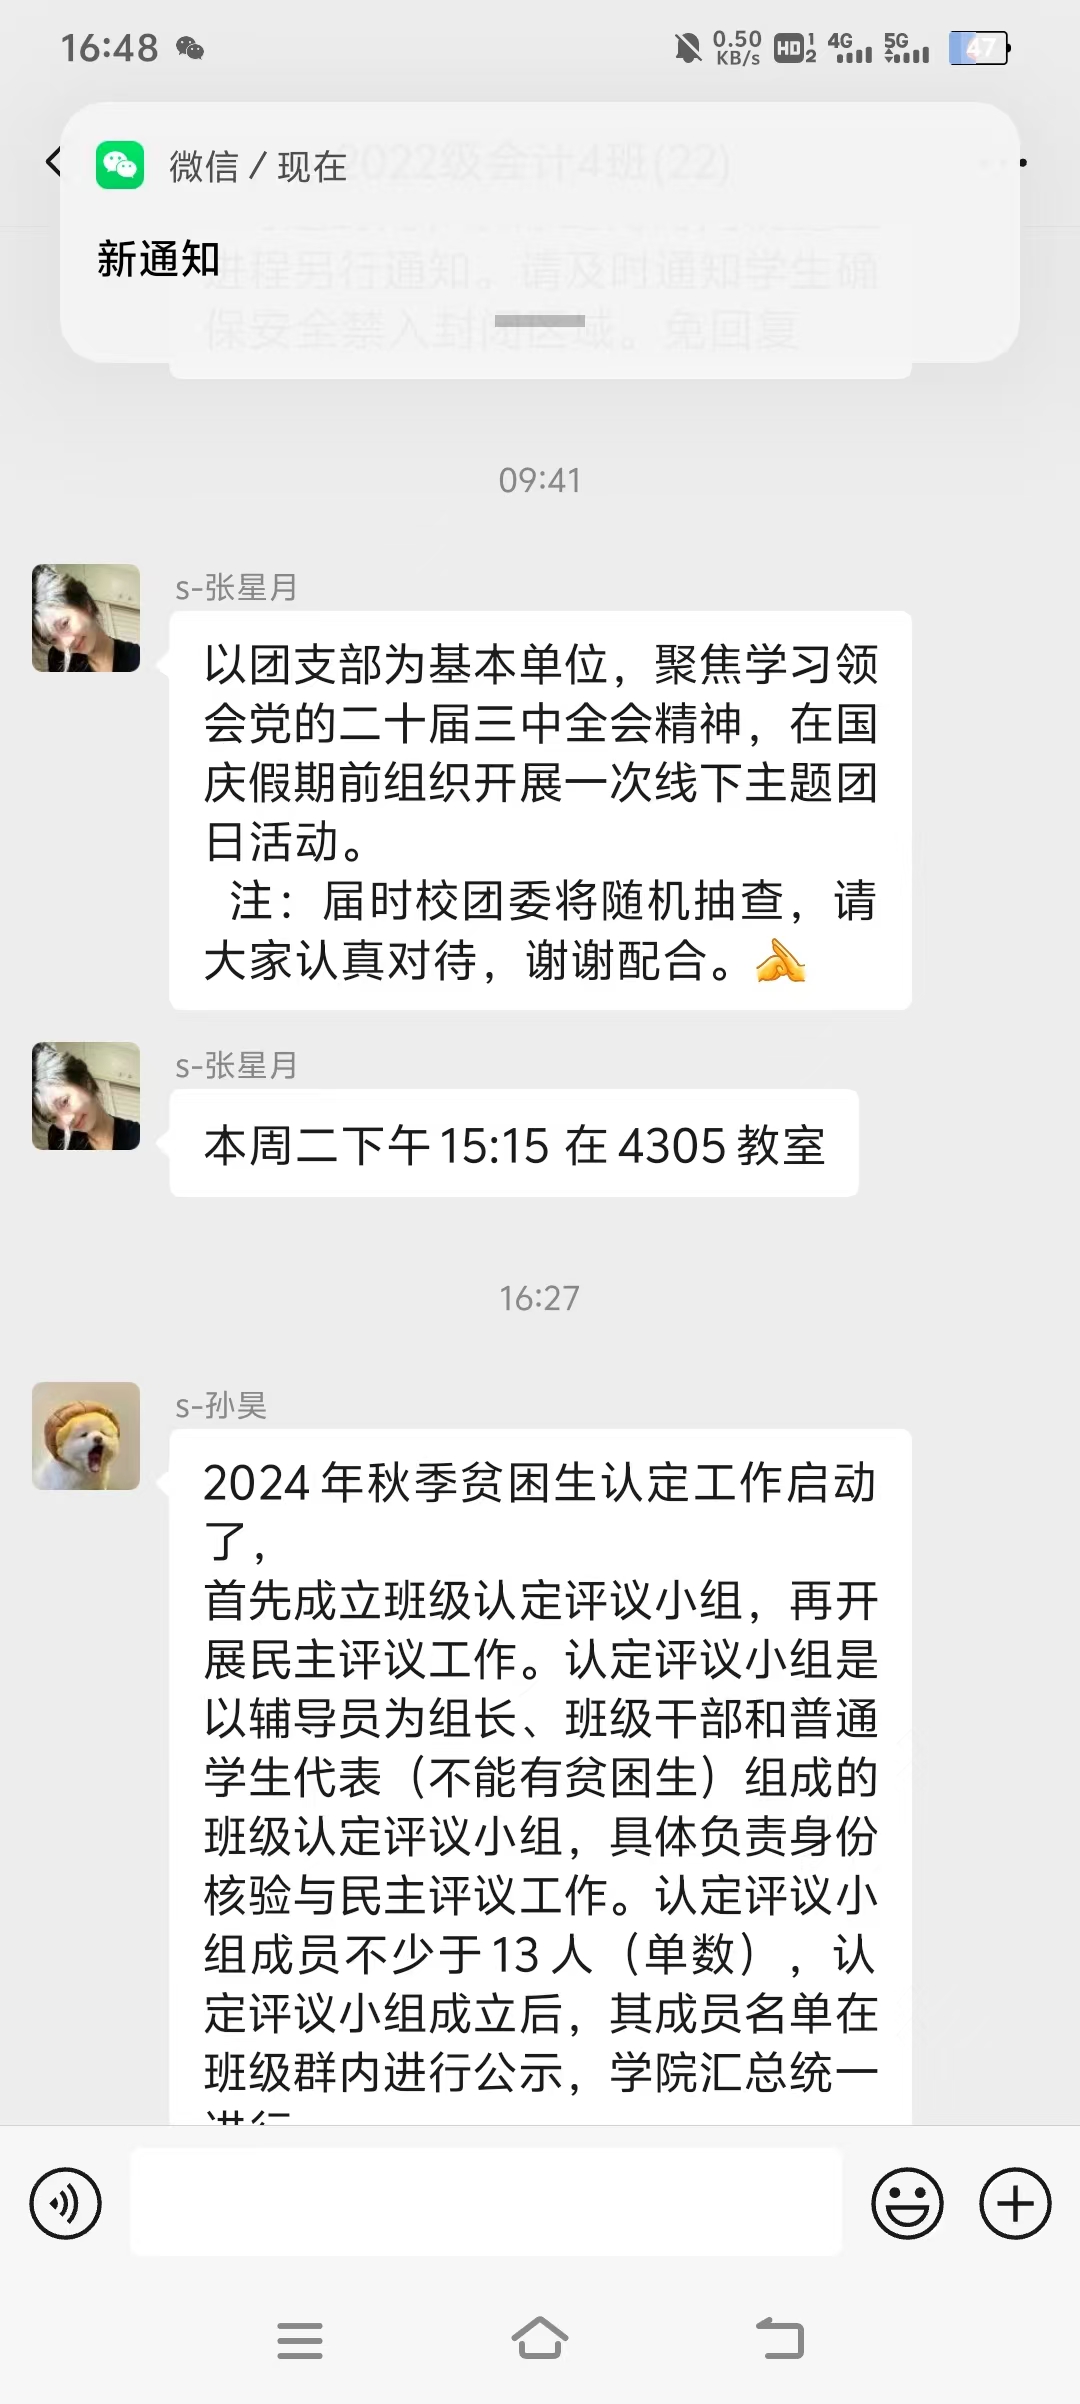 16:48
0.50 KB/s HD 1 2 4G 5G 47
微信 / 现在
2022级会计4班(22)
新通知
进程另行通知。请及时通知学生确
保安全禁入封闭区域。免回复
09:41
s-张星月
以团支部为基本单位，聚焦学习领
会党的二十届三中全会精神，在国
庆假期前组织开展一次线下主题团
日活动。
注：届时校团委将随机抽查，请
大家认真对待，谢谢配合。
s-张星月
本周二下午15:15 在4305教室
16:27
s-孙昊
2024年秋季贫困生认定工作启动
了，
首先成立班级认定评议小组，再开
展民主评议工作。认定评议小组是
以辅导员为组长、班级干部和普通
学生代表（不能有贫困生）组成的
班级认定评议小组，具体负责身份
核验与民主评议工作。认定评议小
组成员不少于13人（单数），认
定评议小组成立后，其成员名单在
班级群内进行公示，学院汇总统一
进行